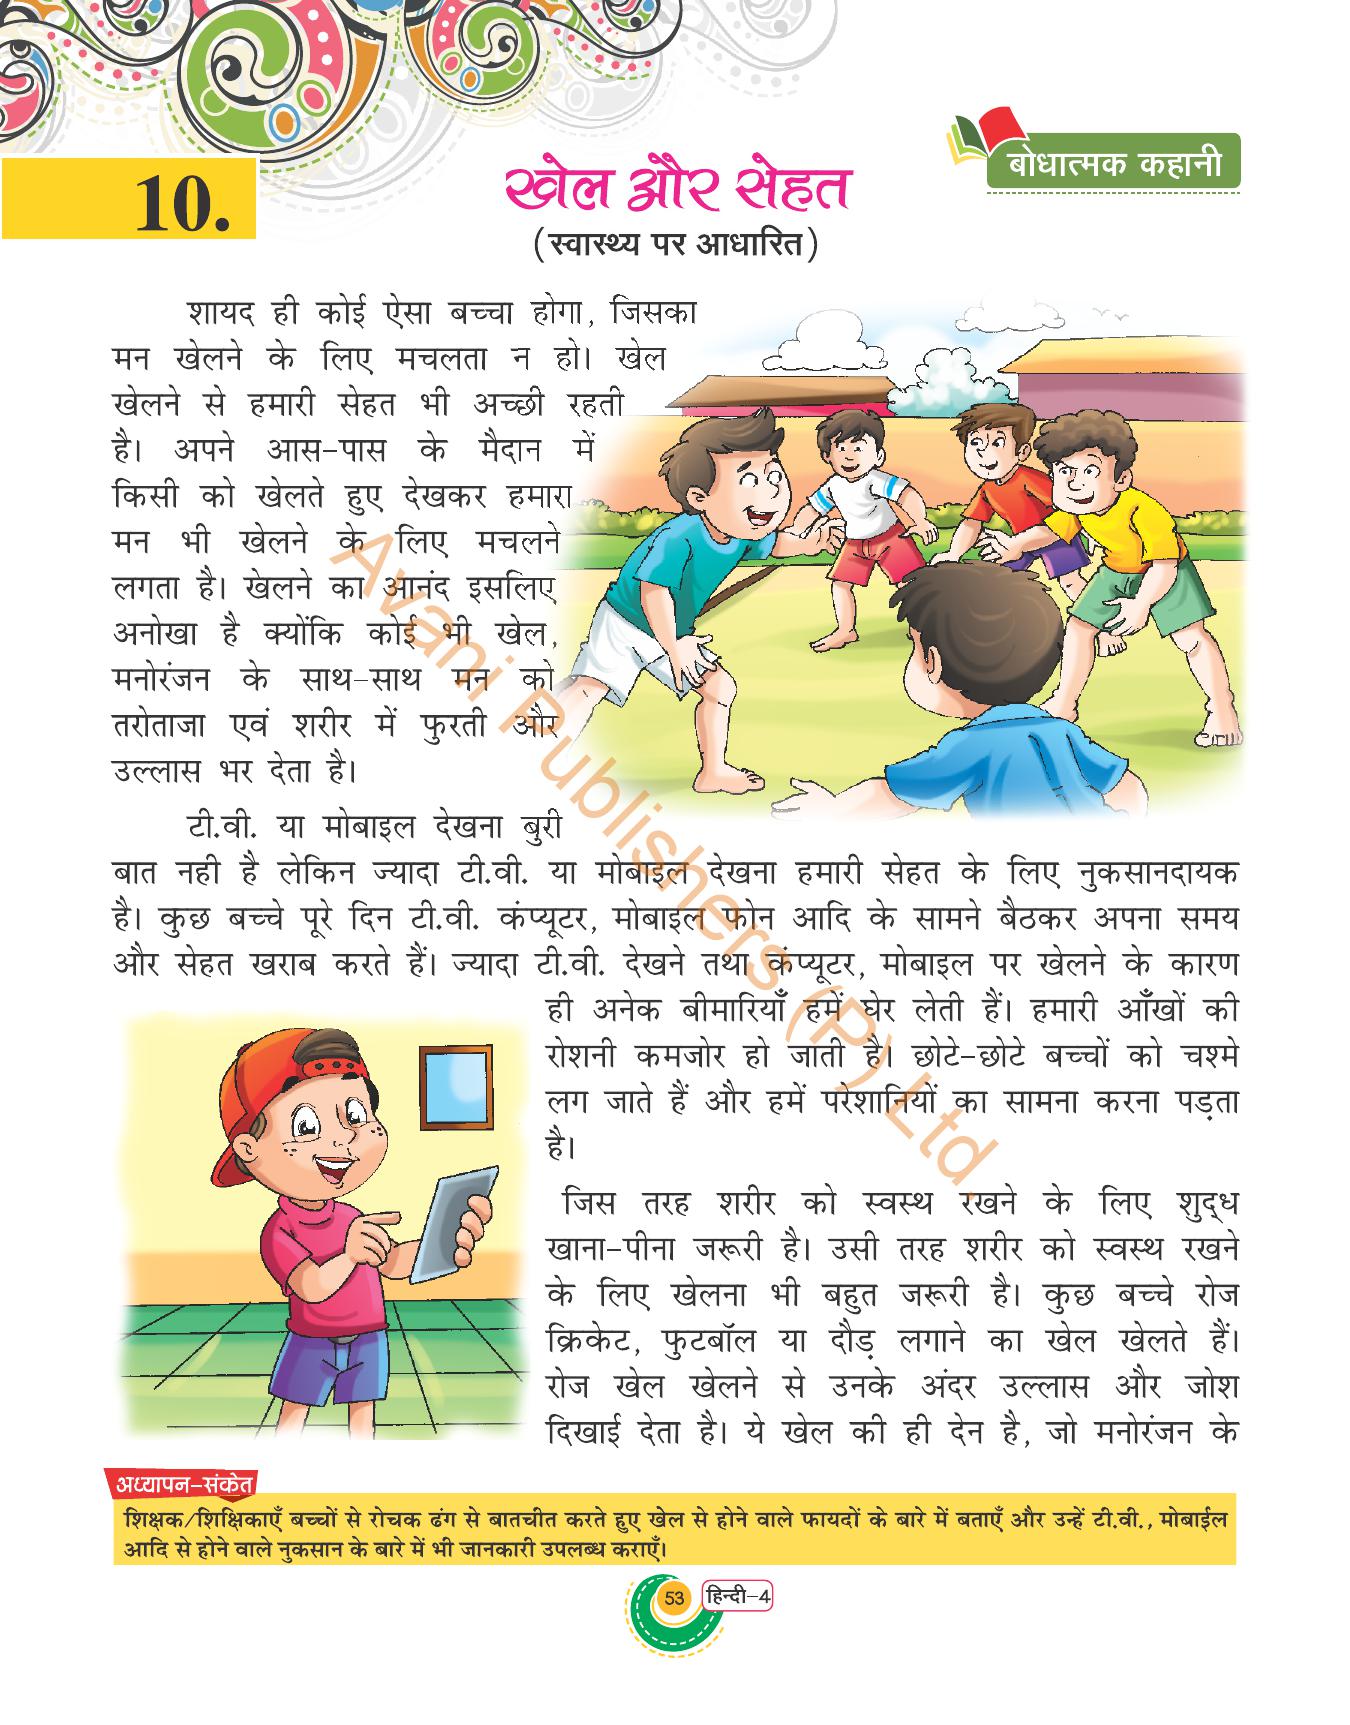 बोधात्मक कहानी
10.
खेल और सेहत
(स्वास्थ्य पर आधारित)
शायद ही कोई ऐसा बच्चा होगा, जिसका
मन खेलने के लिए मचलता न हो। खेल
खेलने से हमारी सेहत भी अच्छी रहती
है। अपने आस-पास के मैदान में
किसी को खेलते हुए देखकर हमारा
मन भी खेलने के लिए मचलने
लगता है। खेलने का आनंद इसलिए
अनोखा है क्योंकि कोई भी खेल,
मनोरंजन के साथ-साथ मन को
तरोताजा एवं शरीर में फुरती और
उल्लास भर देता है।
टी.वी. या मोबाइल देखना बुरी
बात नही है लेकिन ज्यादा टी.वी. या मोबाइल देखना हमारी सेहत के लिए नुकसानदायक
है। कुछ बच्चे पूरे दिन टी.वी. कंप्यूटर, मोबाइल फोन आदि के सामने बैठकर अपना समय
और सेहत खराब करते हैं। ज्यादा टी.वी. देखने तथा कंप्यूटर, मोबाइल पर खेलने के कारण
ही अनेक बीमारियाँ हमें घेर लेती हैं। हमारी आँखों की
रोशनी कमजोर हो जाती है। छोटे-छोटे बच्चों को चश्मे
लग जाते हैं और हमें परेशानियों का सामना करना पड़ता
है।
जिस तरह शरीर को स्वस्थ रखने के लिए शुद्ध
खाना-पीना जरूरी है। उसी तरह शरीर को स्वस्थ रखने
के लिए खेलना भी बहुत जरूरी है। कुछ बच्चे रोज
क्रिकेट, फुटबॉल या दौड़ लगाने का खेल खेलते हैं।
रोज खेल खेलने से उनके अंदर उल्लास और जोश
दिखाई देता है। ये खेल की ही देन है, जो मनोरंजन के
अध्यापन-संकेत
शिक्षक/शिक्षिकाएँ बच्चों से रोचक ढंग से बातचीत करते हुए खेल से होने वाले फायदों के बारे में बताएँ और उन्हें टी.वी., मोबाईल
आदि से होने वाले नुकसान के बारे में भी जानकारी उपलब्ध कराएँ।
53 हिन्दी-4
Avani Publishers (P) Ltd.